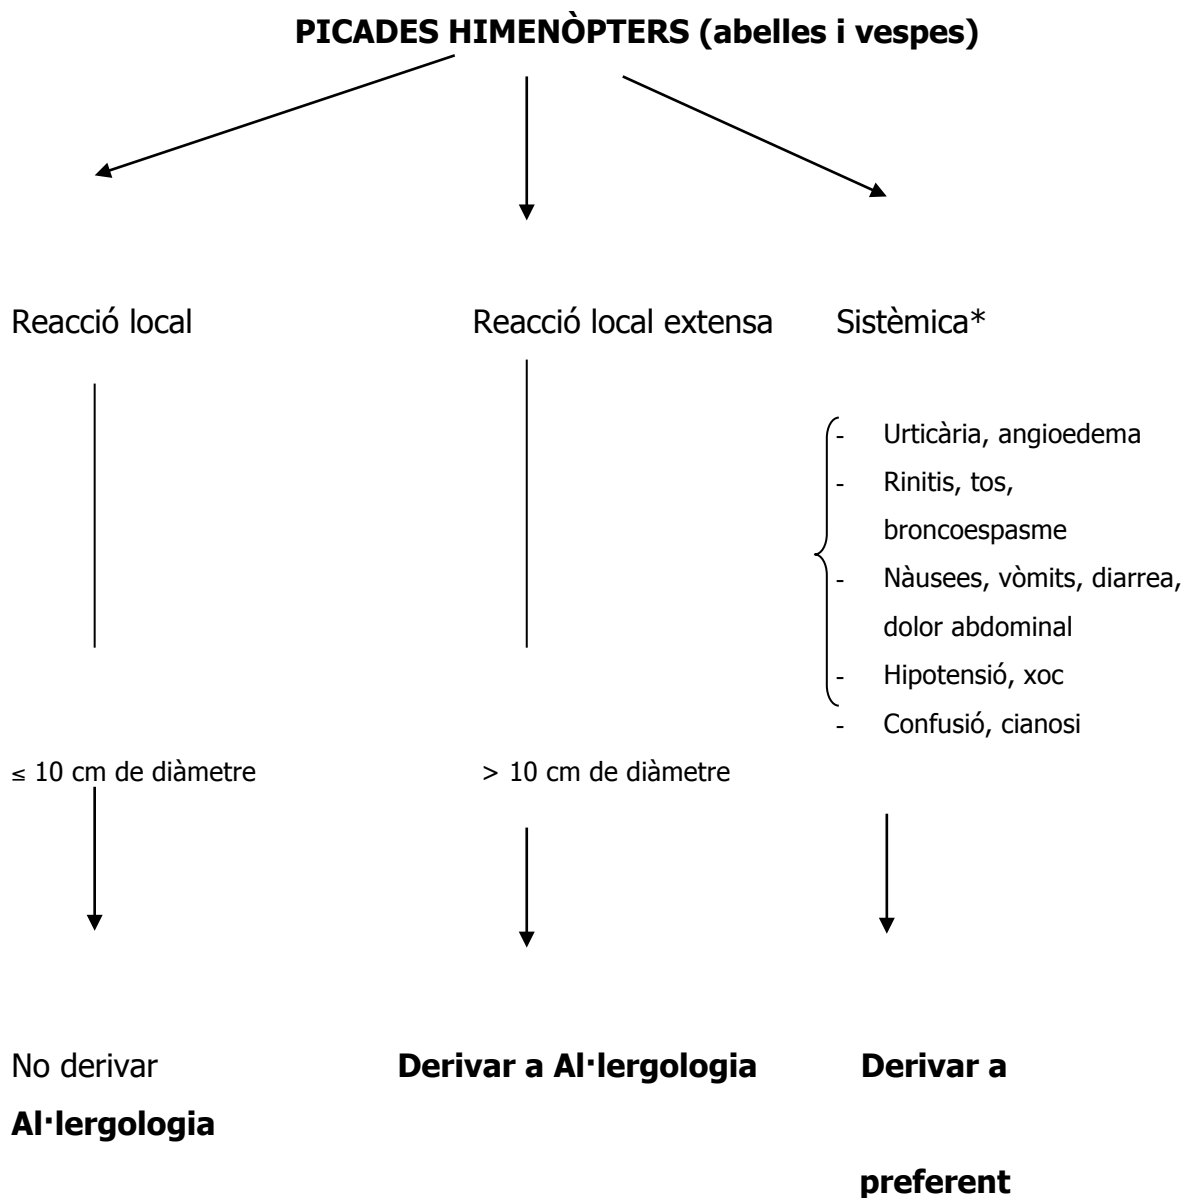 PICADES HIMENÒPTERS (abelles i vespes)
Reacció local
Reacció local extensa
Sistèmica*
- Urticària, angioedema
- Rinitis, tos,
broncoespasme
- Nàusees, vòmits, diarrea,
dolor abdominal
- Hipotensió, xoc
- Confusió, cianosi
≤ 10 cm de diàmetre
> 10 cm de diàmetre
No derivar
Derivar a Al·lergologia
Derivar a
Al·lergologia
preferent